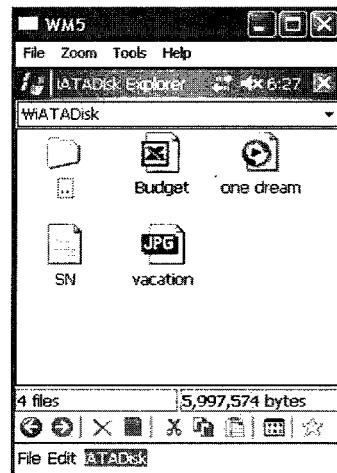 WM5
File Zoom Tools Help
iATADisk Explorer 6:27
\iATADisk
..
Budget
one dream
SN
JPG
vacation
4 files 5,997,574 bytes
File Edit iATADisk